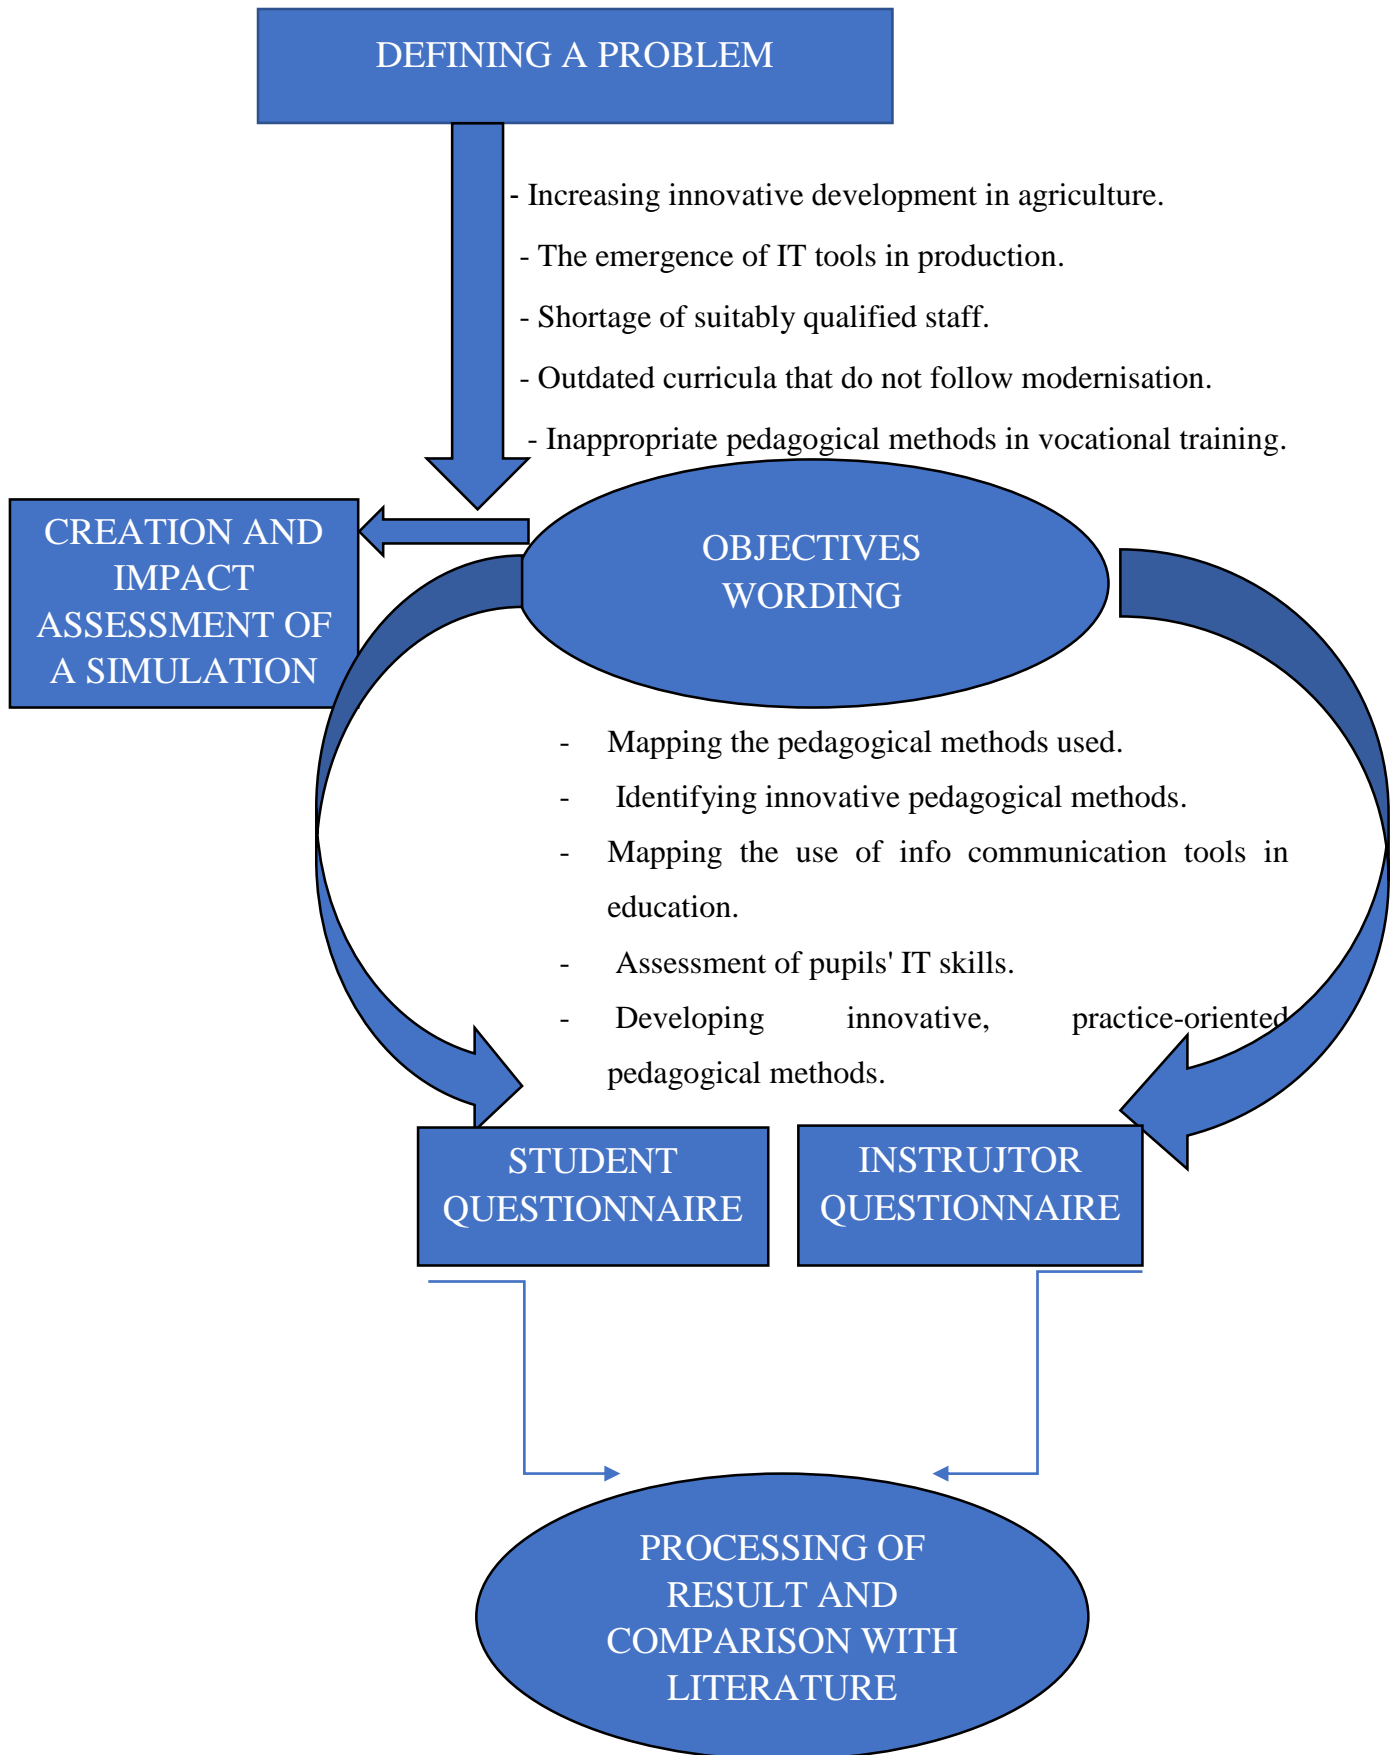 DEFINING A PROBLEM
- Increasing innovative development in agriculture.
- The emergence of IT tools in production.
- Shortage of suitably qualified staff.
- Outdated curricula that do not follow modernisation.
- Inappropriate pedagogical methods in vocational training.
CREATION AND
IMPACT
ASSESSMENT OF
A SIMULATION
OBJECTIVES
WORDING
- Mapping the pedagogical methods used.
- Identifying innovative pedagogical methods.
- Mapping the use of info communication tools in
education.
- Assessment of pupils' IT skills.
- Developing innovative, practice-oriented
pedagogical methods.
STUDENT
QUESTIONNAIRE
INSTRUJTOR
QUESTIONNAIRE
PROCESSING OF
RESULT AND
COMPARISON WITH
LITERATURE